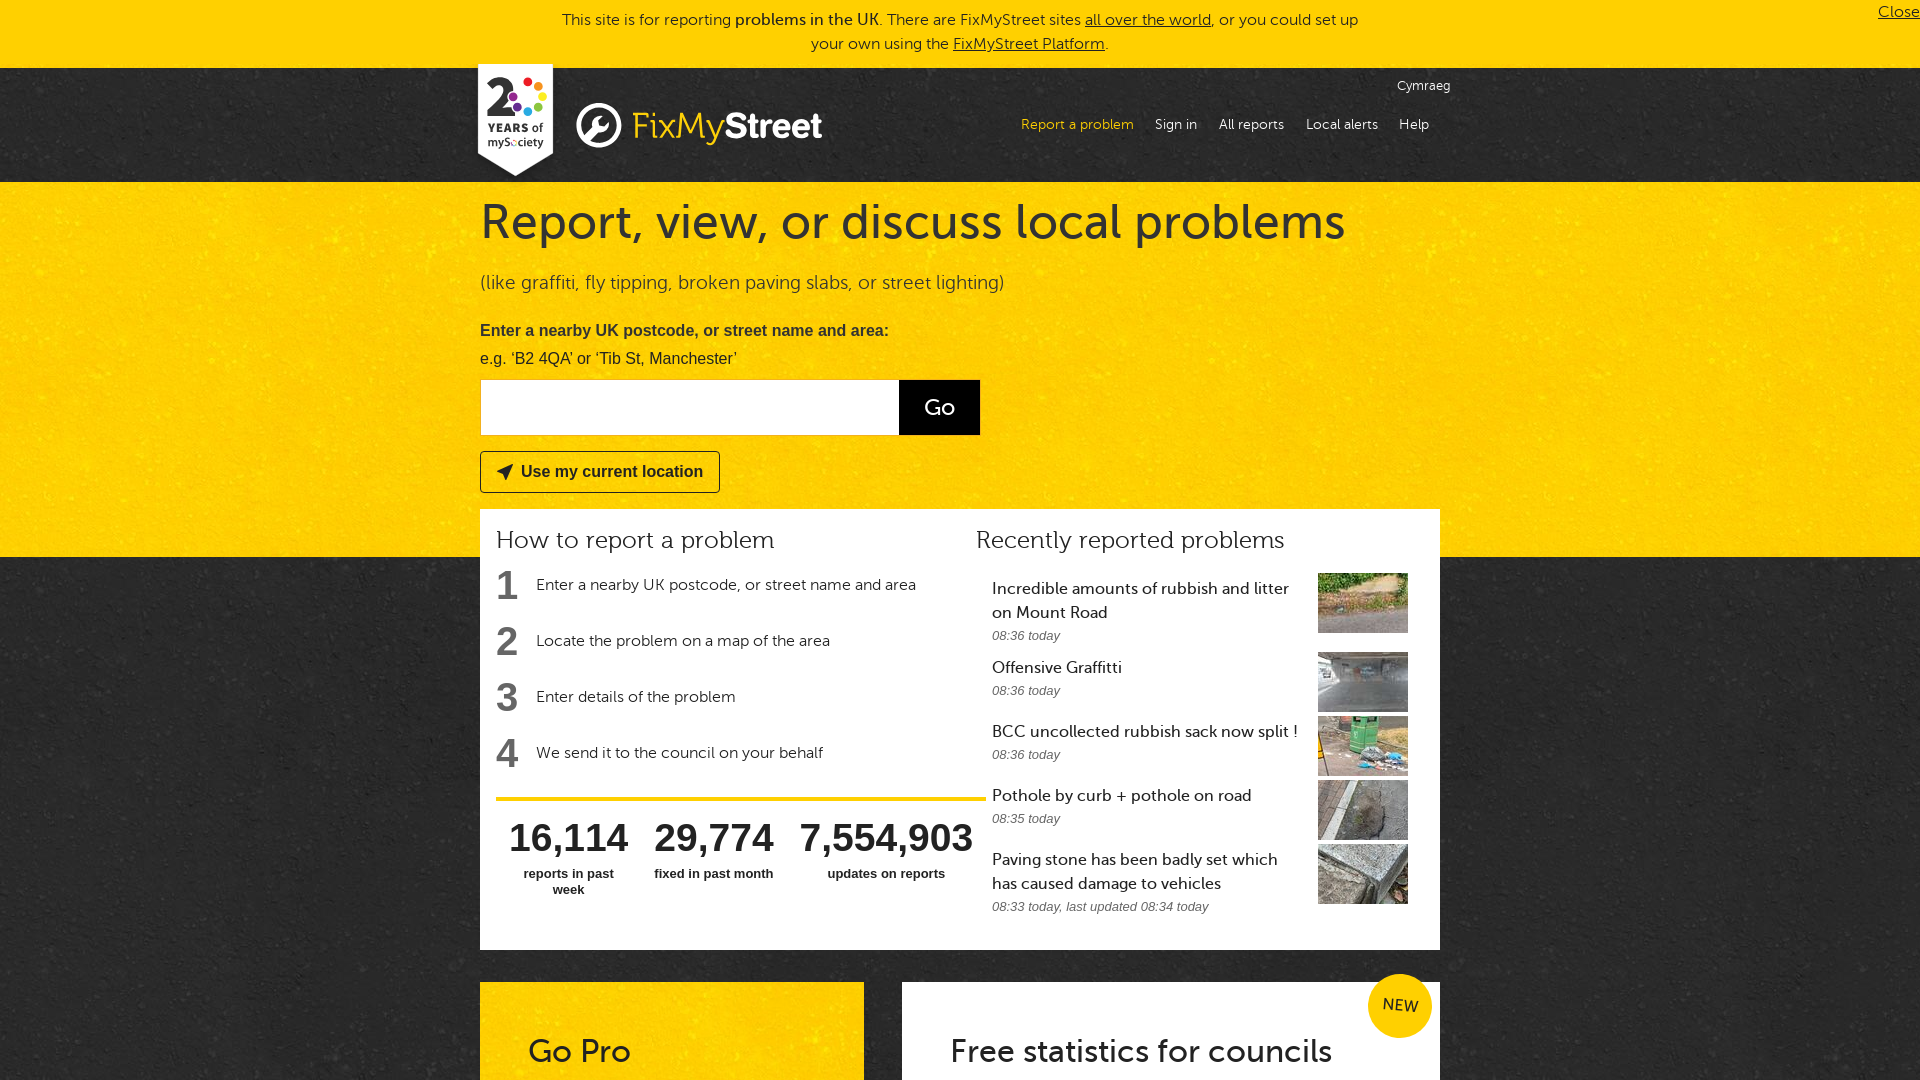 This site is for reporting problems in the UK. There are FixMyStreet sites all over the world, or you could set up
your own using the FixMyStreet Platform.
Close
Cymraeg
20
YEARS of
mySociety
FixMyStreet
Report a problem
Sign in
All reports
Local alerts
Help
Report, view, or discuss local problems
(like graffiti, fly tipping, broken paving slabs, or street lighting)
Enter a nearby UK postcode, or street name and area:
e.g. ‘B2 4QA’ or ‘Tib St, Manchester’
Go
Use my current location
How to report a problem
1 Enter a nearby UK postcode, or street name and area
2 Locate the problem on a map of the area
3 Enter details of the problem
4 We send it to the council on your behalf
16,114
reports in past
week
29,774
fixed in past month
7,554,903
updates on reports
Recently reported problems
Incredible amounts of rubbish and litter
on Mount Road
08:36 today
Offensive Graffitti
08:36 today
BCC uncollected rubbish sack now split !
08:36 today
Pothole by curb + pothole on road
08:35 today
Paving stone has been badly set which
has caused damage to vehicles
08:33 today, last updated 08:34 today
Go Pro
NEW
Free statistics for councils